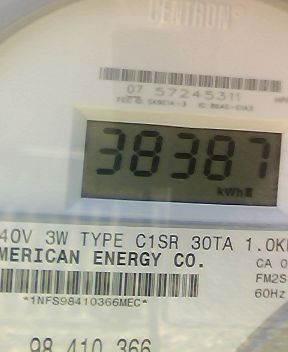 CENTRON®
07 57245311
38387
kWh
40V 3W TYPE C1SR 30TA 1.0K
MERICAN ENERGY CO.
CA 0
FM2S
60Hz
*1NFS98410366MEC*
98 410 366